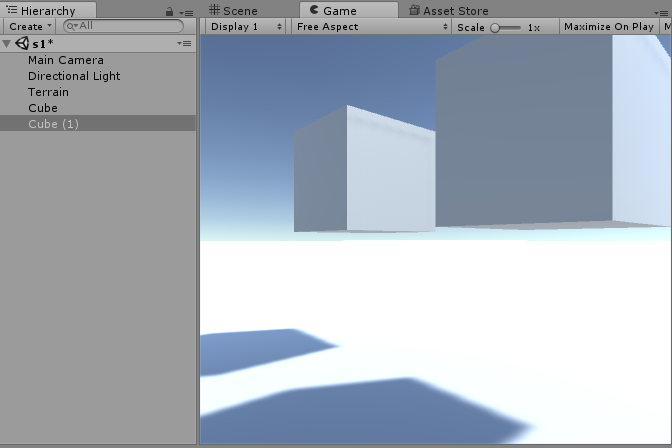 Hierarchy
Create
All
s1*
Main Camera
Directional Light
Terrain
Cube
Cube (1)
Scene
Game
Asset Store
Display 1
Free Aspect
Scale 1x
Maximize On Play
M